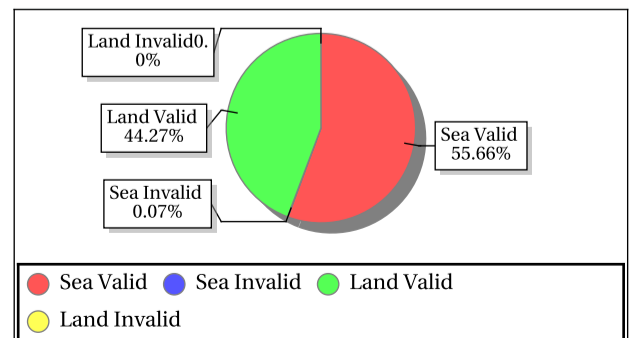 Land Invalid0.
0%
Land Valid
44.27%
Sea Valid
55.66%
Sea Invalid
0.07%
Sea Valid
Sea Invalid
Land Valid
Land Invalid